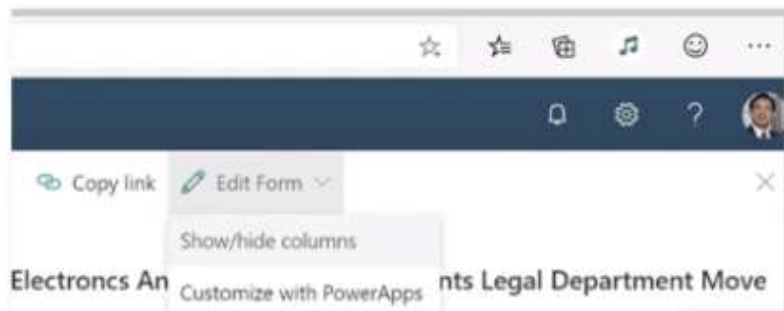 Copy link Edit Form
Show/hide columns
Electroncs An nts Legal Department Move
Customize with PowerApps